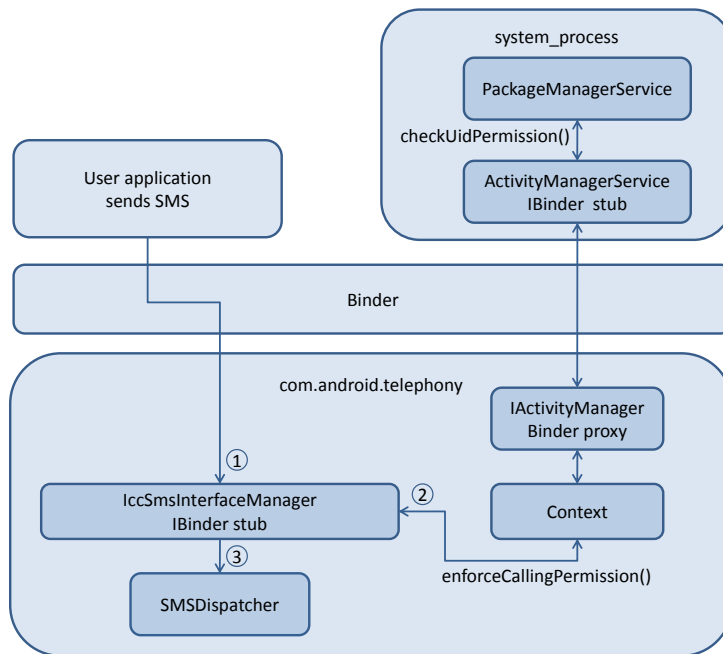 system_process
PackageManagerService
checkUidPermission()
ActivityManagerService
IBinder stub
User application
sends SMS
Binder
com.android.telephony
IActivityManager
Binder proxy
①
IccSmsInterfaceManager
IBinder stub
②
Context
③
enforceCallingPermission()
SMSDispatcher